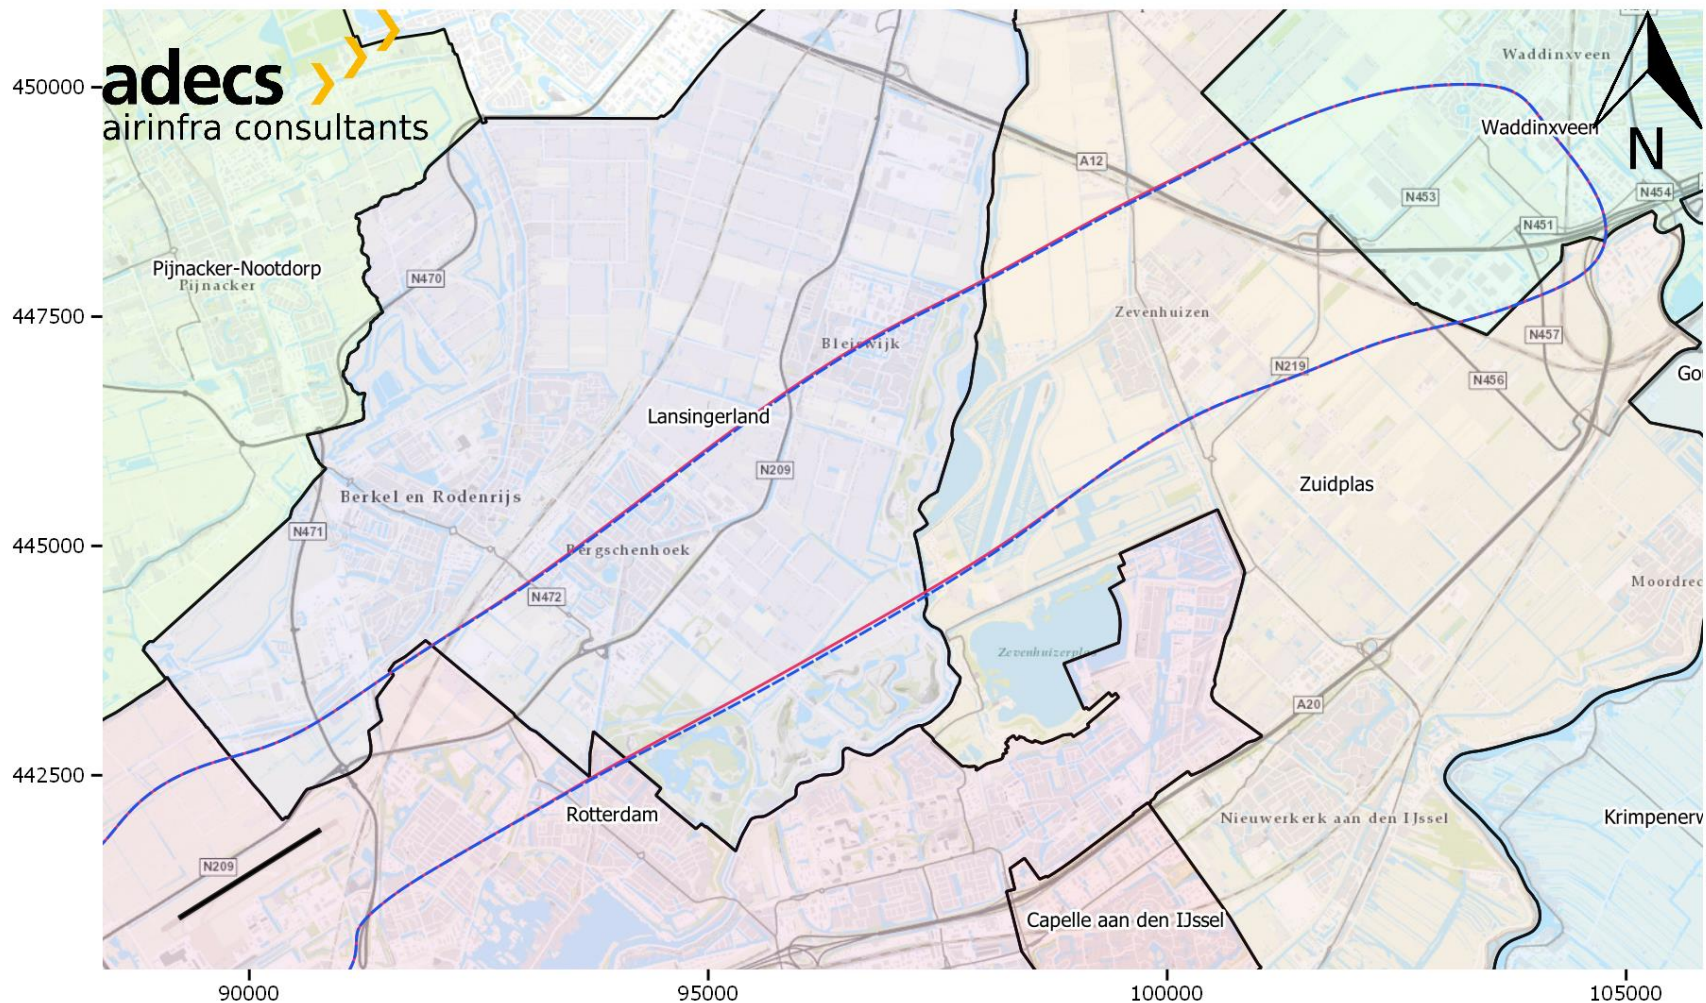 adecs
airinfra consultants
450000
447500
445000
442500
90000
95000
100000
105000
N
Waddinxveen
Waddinxveen
A12
N453
N454
N451
Pijnacker-Nootdorp
Pijnacker
N470
Zevenhuizen
Bleiswijk
N457
N219
N456
Gou
Lansingerland
N209
Zuidplas
Berkel en Rodenrijs
N471
Bergschenhoek
N472
Moordrec
Zevenhuizerplas
A20
Rotterdam
Nieuwerkerk aan den IJssel
Krimpenerw
N209
Capelle aan den IJssel